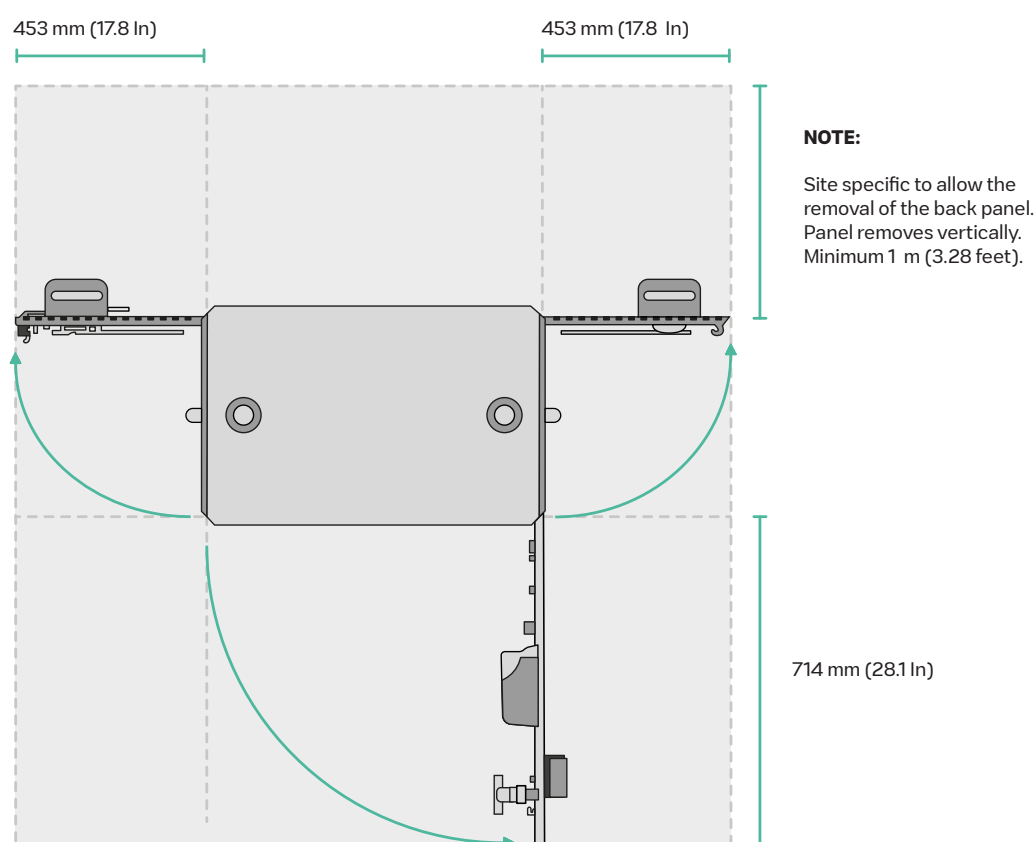 453 mm (17.8 In)
453 mm (17.8 In)
NOTE:
Site specific to allow the
removal of the back panel.
Panel removes vertically.
Minimum 1 m (3.28 feet).
714 mm (28.1 In)